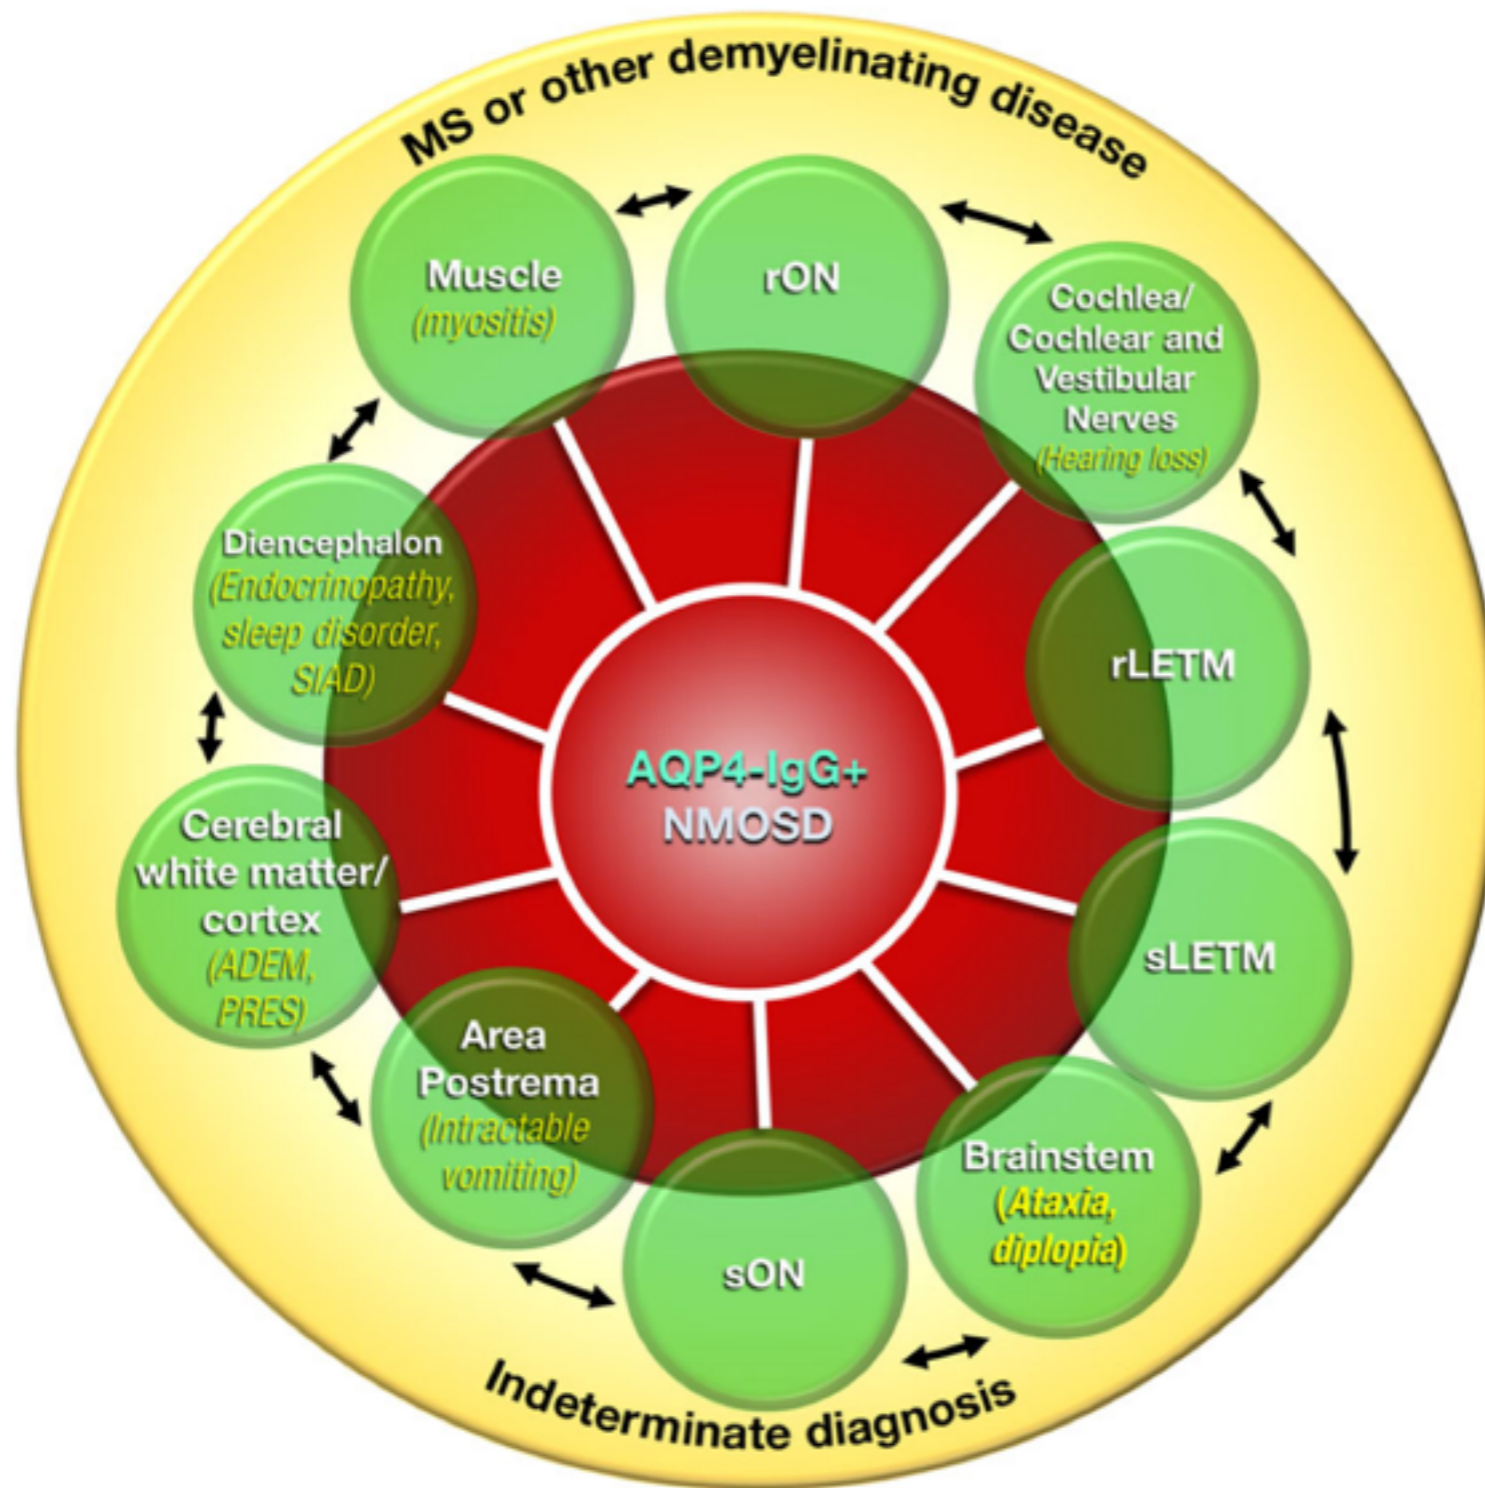 MS or other demyelinating disease
Muscle
(myositis)
rON
Cochlea/
Cochlear and
Vestibular
Nerves
(Hearing loss)
Diencephalon
(Endocrinopathy,
sleep disorder,
SIAD)
rLETM
AQP4-IgG+
NMOSD
Cerebral
white matter/
cortex
(ADEM,
PRES)
sLETM
Area
Postrema
(Intractable
vomiting)
Brainstem
(Ataxia,
diplopia)
sON
Indeterminate diagnosis